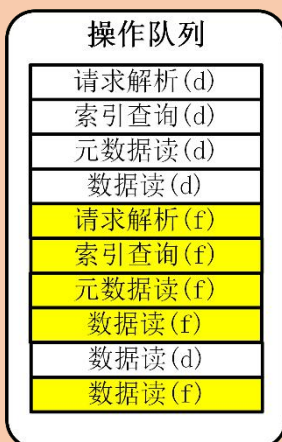 操作队列
请求解析(d)
索引查询(d)
元数据读(d)
数据读(d)
请求解析(f)
索引查询(f)
元数据读(f)
数据读(f)
数据读(d)
数据读(f)